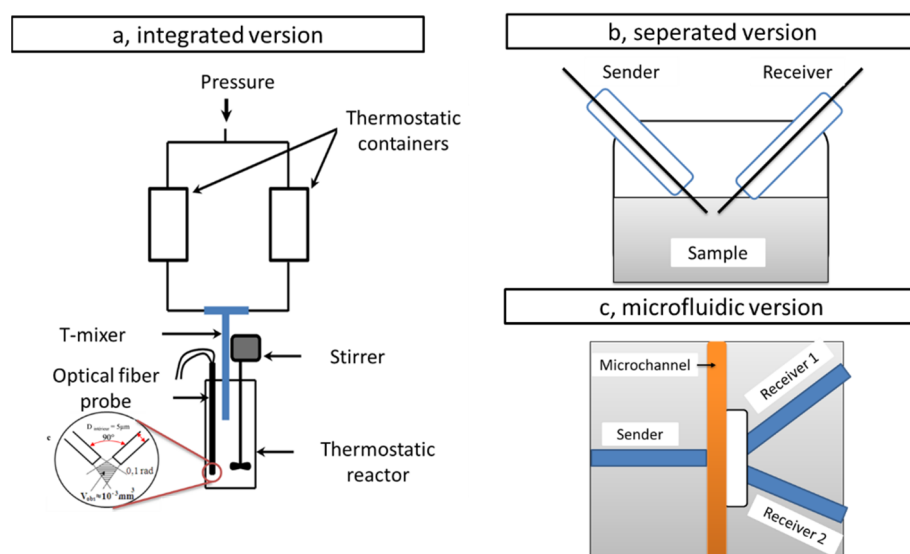 a, integrated version
Pressure
Thermostatic
containers
T-mixer
Stirrer
Optical fiber
probe
Thermostatic
reactor
c
90°
0,1 rad
b, seperated version
Sender
Receiver
Sample
c, microfluidic version
Microchannel
Receiver 1
Sender
Receiver 2